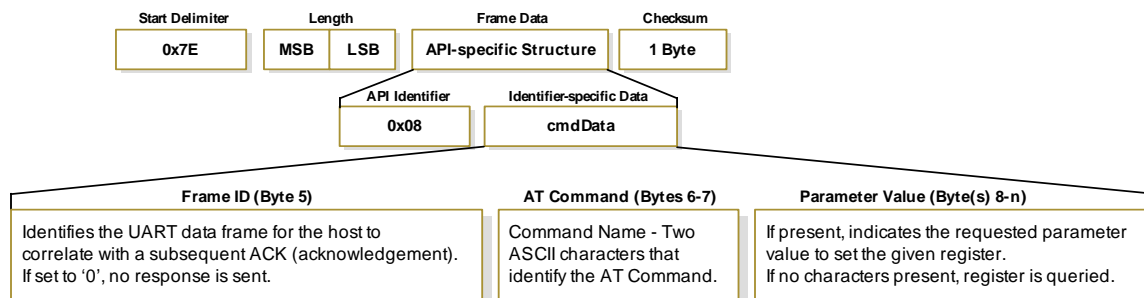 Start Delimiter
Length
Frame Data
Checksum
0x7E
MSB
LSB
API-specific Structure
1 Byte
API Identifier
Identifier-specific Data
0x08
cmdData
Frame ID (Byte 5)
AT Command (Bytes 6-7)
Parameter Value (Byte(s) 8-n)
Identifies the UART data frame for the host to
correlate with a subsequent ACK (acknowledgement).
If set to ‘0’, no response is sent.
Command Name - Two
ASCII characters that
identify the AT Command.
If present, indicates the requested parameter
value to set the given register.
If no characters present, register is queried.